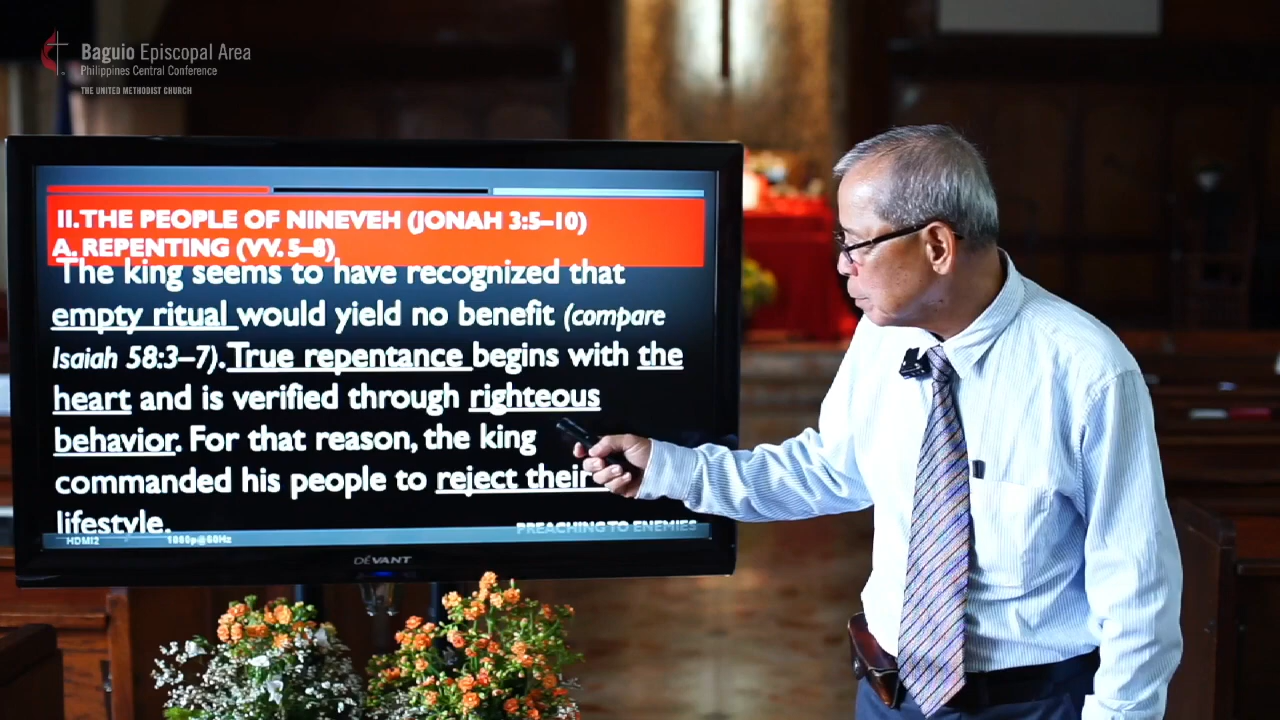 Baguio Episcopal Area
Philippines Central Conference
THE UNITED METHODIST CHURCH
II. THE PEOPLE OF NINEVEH (JONAH 3:5–10)
A. REPENTING (VV. 5–8)
The king seems to have recognized that
empty ritual would yield no benefit (compare
Isaiah 58:3–7). True repentance begins with the
heart and is verified through righteous
behavior. For that reason, the king
commanded his people to reject their
lifestyle.
PREACHING TO ENEMIES
HDMI2 1080p@60Hz
DEVANT